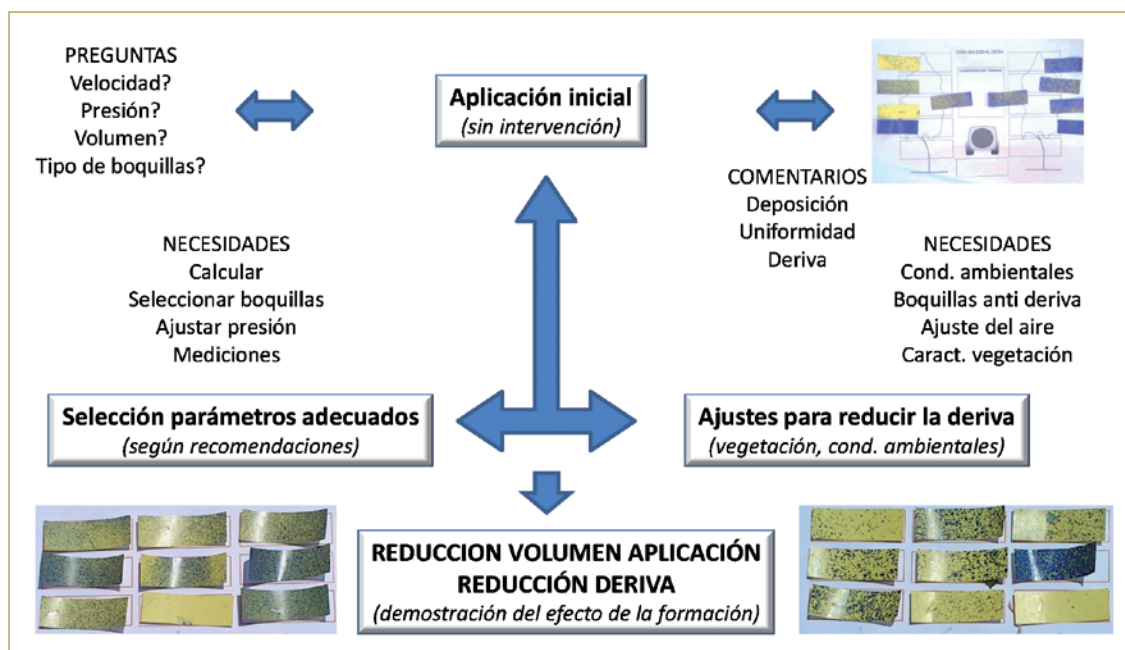 PREGUNTAS
Velocidad?
Presión?
Volumen?
Tipo de boquillas?
Aplicación inicial
(sin intervención)
COMENTARIOS
Deposición
Uniformidad
Deriva
NECESIDADES
Calcular
Seleccionar boquillas
Ajustar presión
Mediciones
NECESIDADES
Cond. ambientales
Boquillas anti deriva
Ajuste del aire
Caract. vegetación
Selección parámetros adecuados
(según recomendaciones)
Ajustes para reducir la deriva
(vegetación, cond. ambientales)
REDUCCION VOLUMEN APLICACIÓN
REDUCCIÓN DERIVA
(demostración del efecto de la formación)